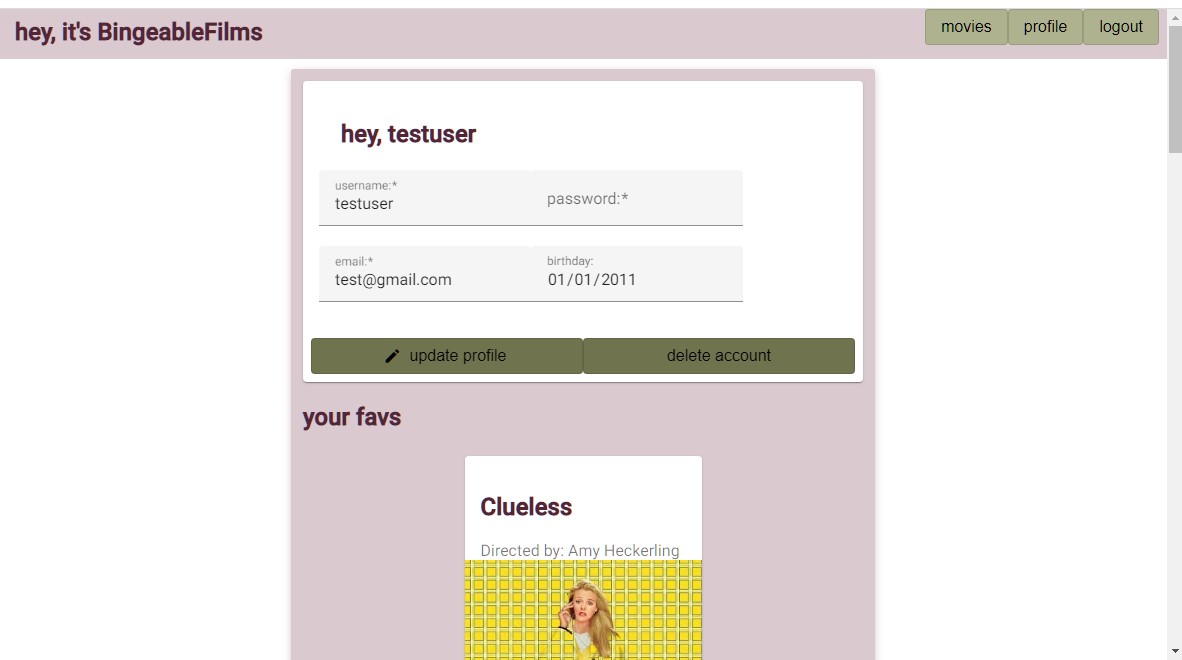 hey, it's BingeableFilms
movies profile logout
hey, testuser
username:* password:*
testuser
email:* birthday:
test@gmail.com 01/01/2011
update profile delete account
your favs
Clueless
Directed by: Amy Heckerling